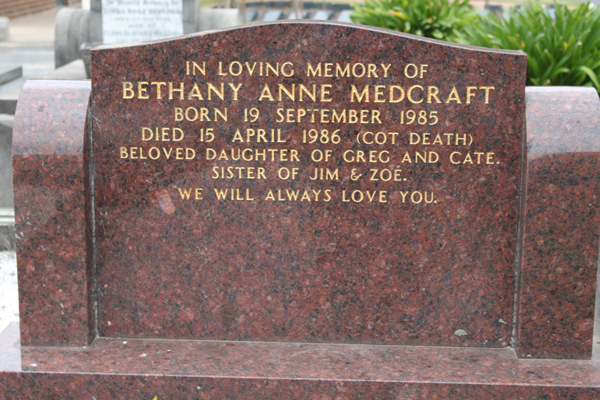 IN LOVING MEMORY OF
BETHANY ANNE MEDCRAFT
BORN 19 SEPTEMBER 1985
DIED 15 APRIL 1986 (COT DEATH)
BELOVED DAUGHTER OF GREG AND CATE.
SISTER OF JIM & ZOË.
WE WILL ALWAYS LOVE YOU.